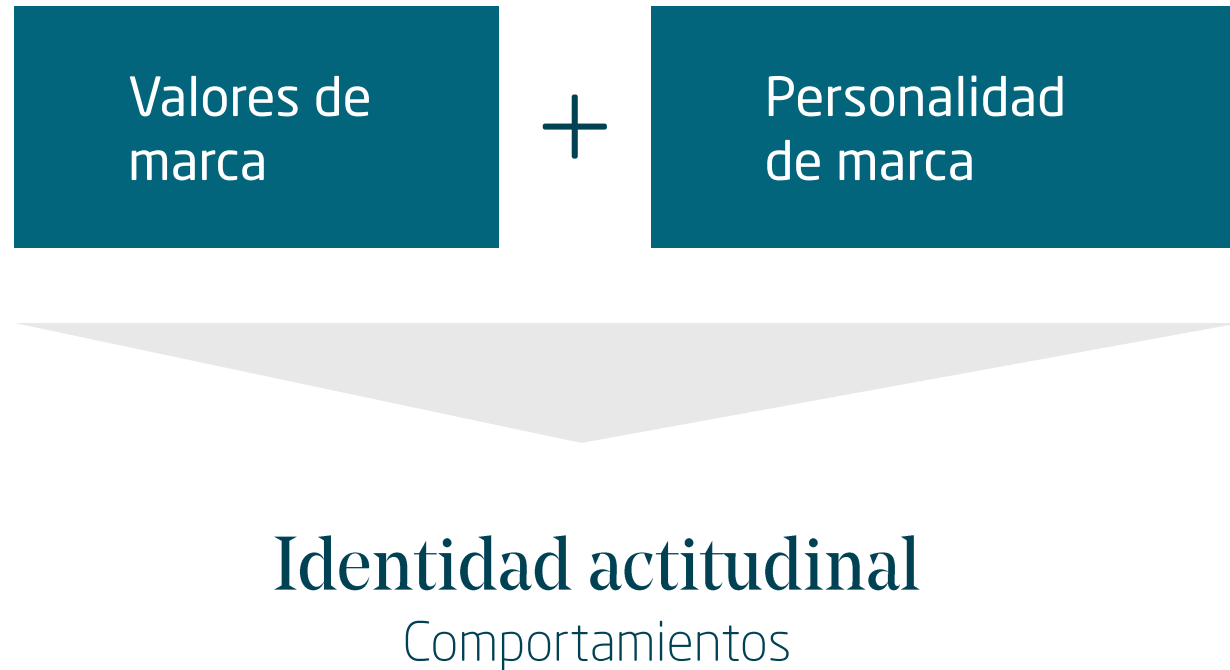 Valores de
marca
+
Personalidad
de marca
Identidad actitudinal
Comportamientos